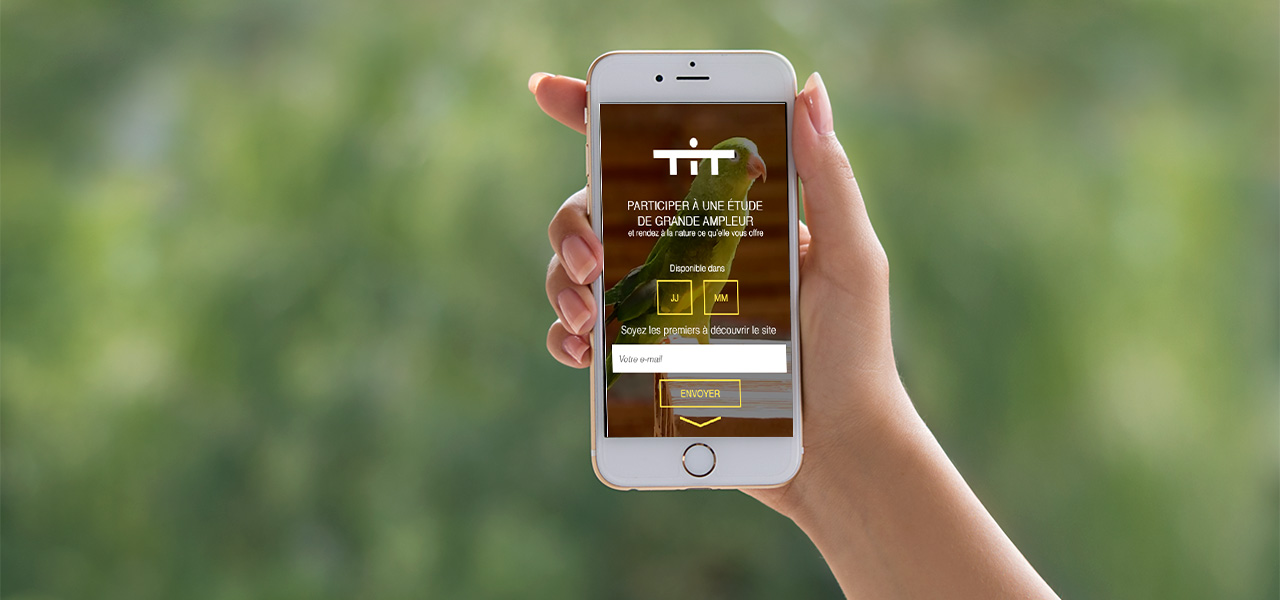 TiT
PARTICIPER À UNE ÉTUDE
DE GRANDE AMPLEUR
et rendez à la nature ce qu'elle vous offre
Disponible dans
JJ MM
Soyez les premiers à découvrir le site
Votre e-mail
ENVOYER